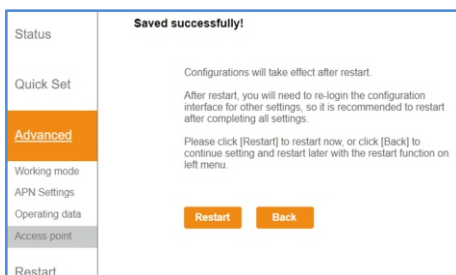 Status
Quick Set
Advanced
Working mode
APN Settings
Operating data
Access point
Restart
Saved successfully!
Configurations will take effect after restart.
After restart, you will need to re-login the configuration
interface for other settings, so it is recommended to restart
after completing all settings.
Please click [Restart] to restart now, or click [Back] to
continue setting and restart later with the restart function on
left menu.
Restart
Back